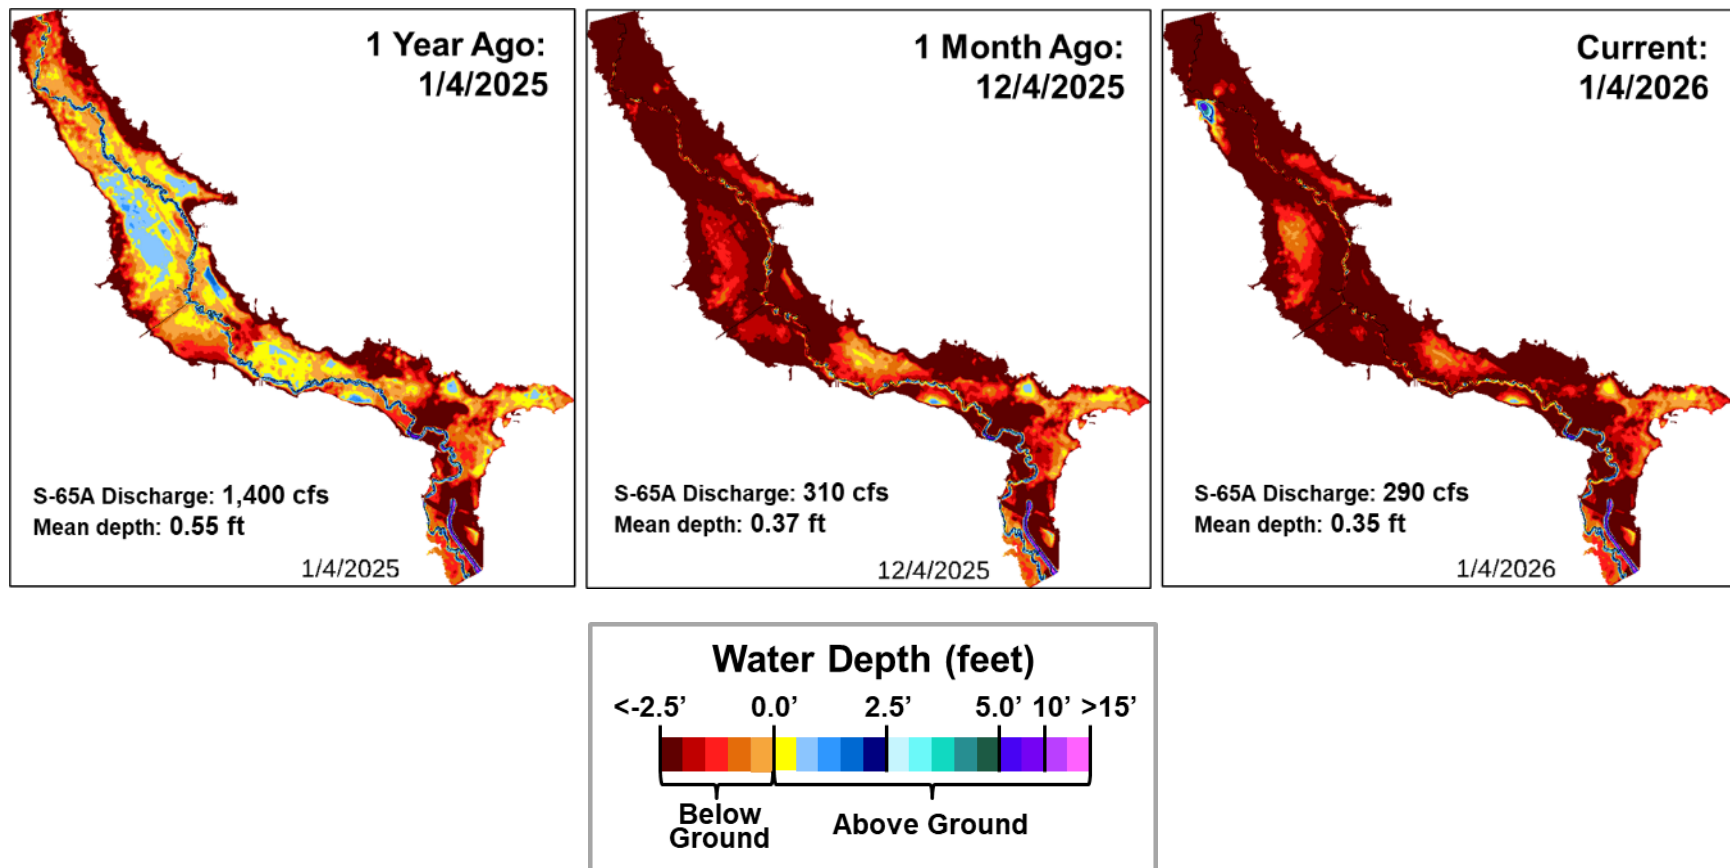 1 Year Ago:
1/4/2025
S-65A Discharge: 1,400 cfs
Mean depth: 0.55 ft
1/4/2025
1 Month Ago:
12/4/2025
S-65A Discharge: 310 cfs
Mean depth: 0.37 ft
12/4/2025
Current:
1/4/2026
S-65A Discharge: 290 cfs
Mean depth: 0.35 ft
1/4/2026
Water Depth (feet)
<-2.5’ 0.0’ 2.5’ 5.0’ 10’ >15’
Below
Ground
Above Ground